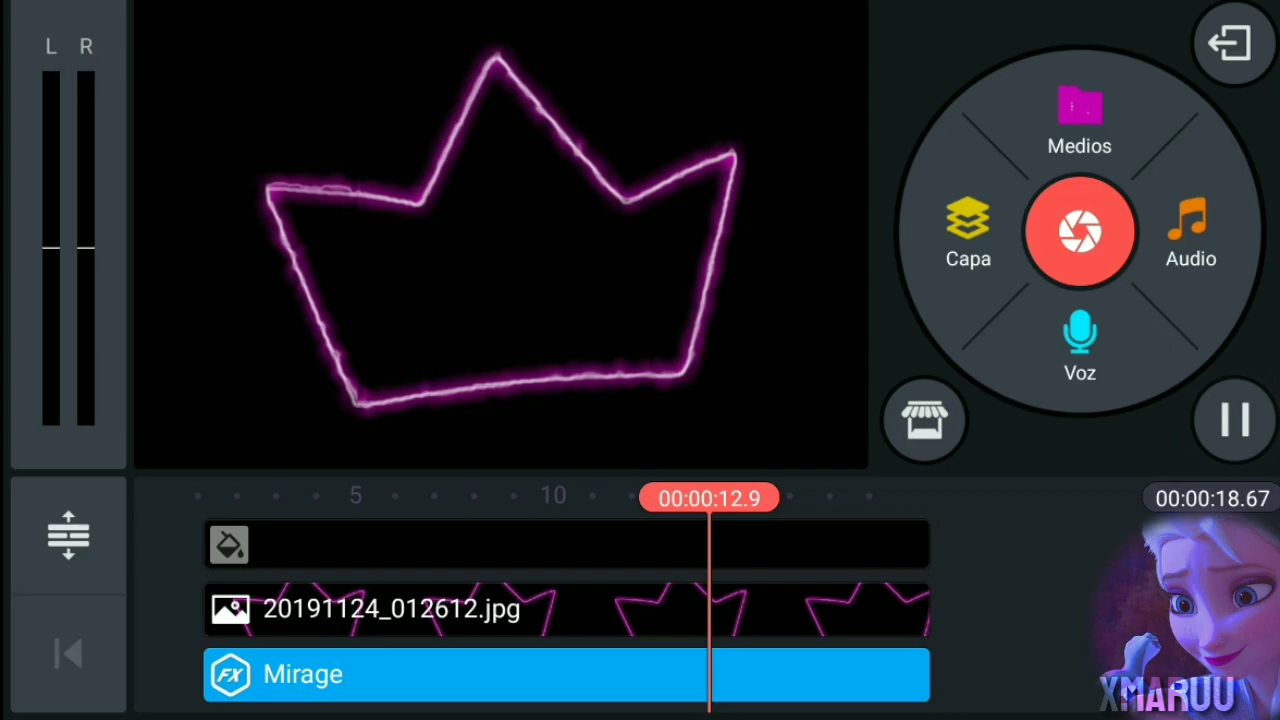 L R
Medios
Capa
Audio
Voz
5
10
00:00:12.9
00:00:18.67
20191124_012612.jpg
FX
Mirage
XMARUU